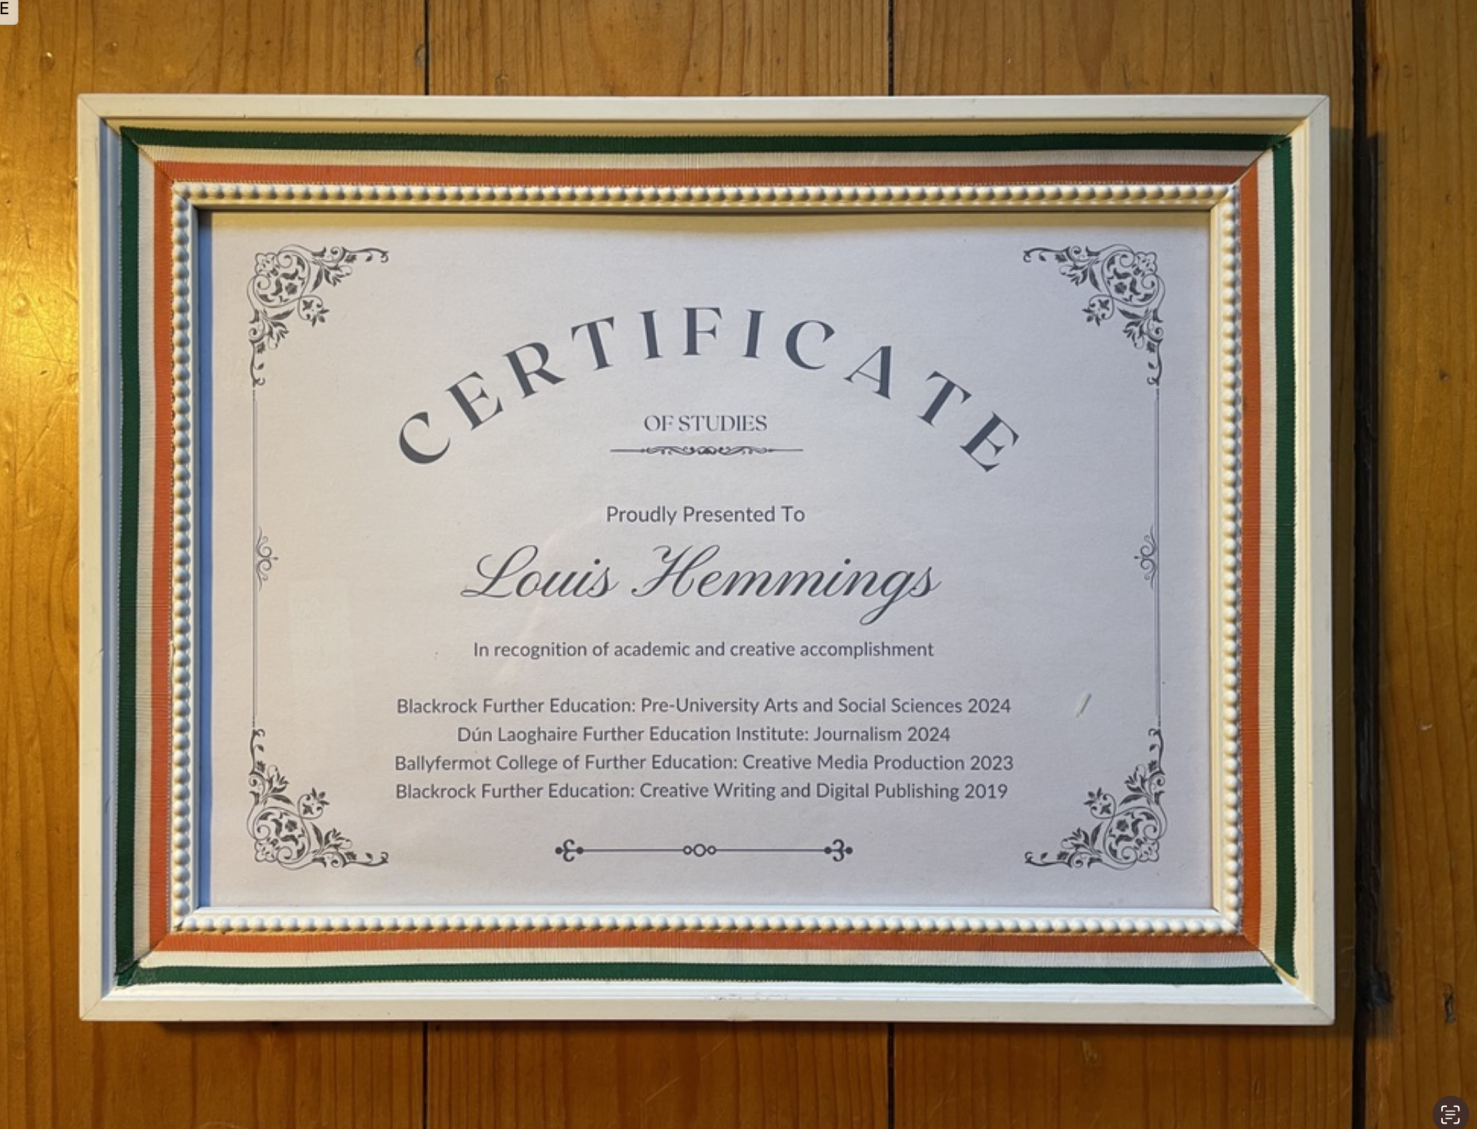 E
CERTIFICATE
OF STUDIES
Proudly Presented To
Louis Hemmings
In recognition of academic and creative accomplishment
Blackrock Further Education: Pre-University Arts and Social Sciences 2024
Dún Laoghaire Further Education Institute: Journalism 2024
Ballyfermot College of Further Education: Creative Media Production 2023
Blackrock Further Education: Creative Writing and Digital Publishing 2019